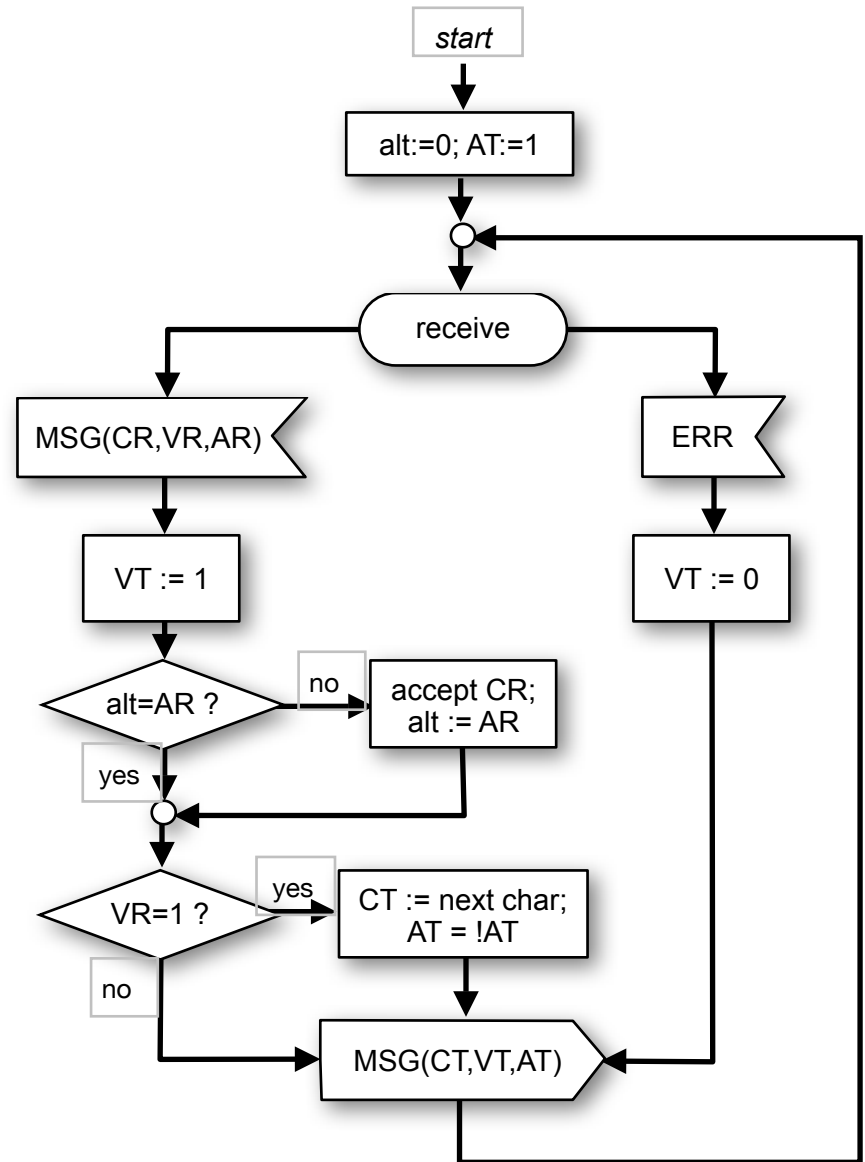 start
alt:=0; AT:=1
receive
MSG(CR,VR,AR)
ERR
VT := 1
VT := 0
alt=AR ?
no
accept CR;
alt := AR
yes
VR=1 ?
yes
CT := next char;
AT = !AT
no
MSG(CT,VT,AT)